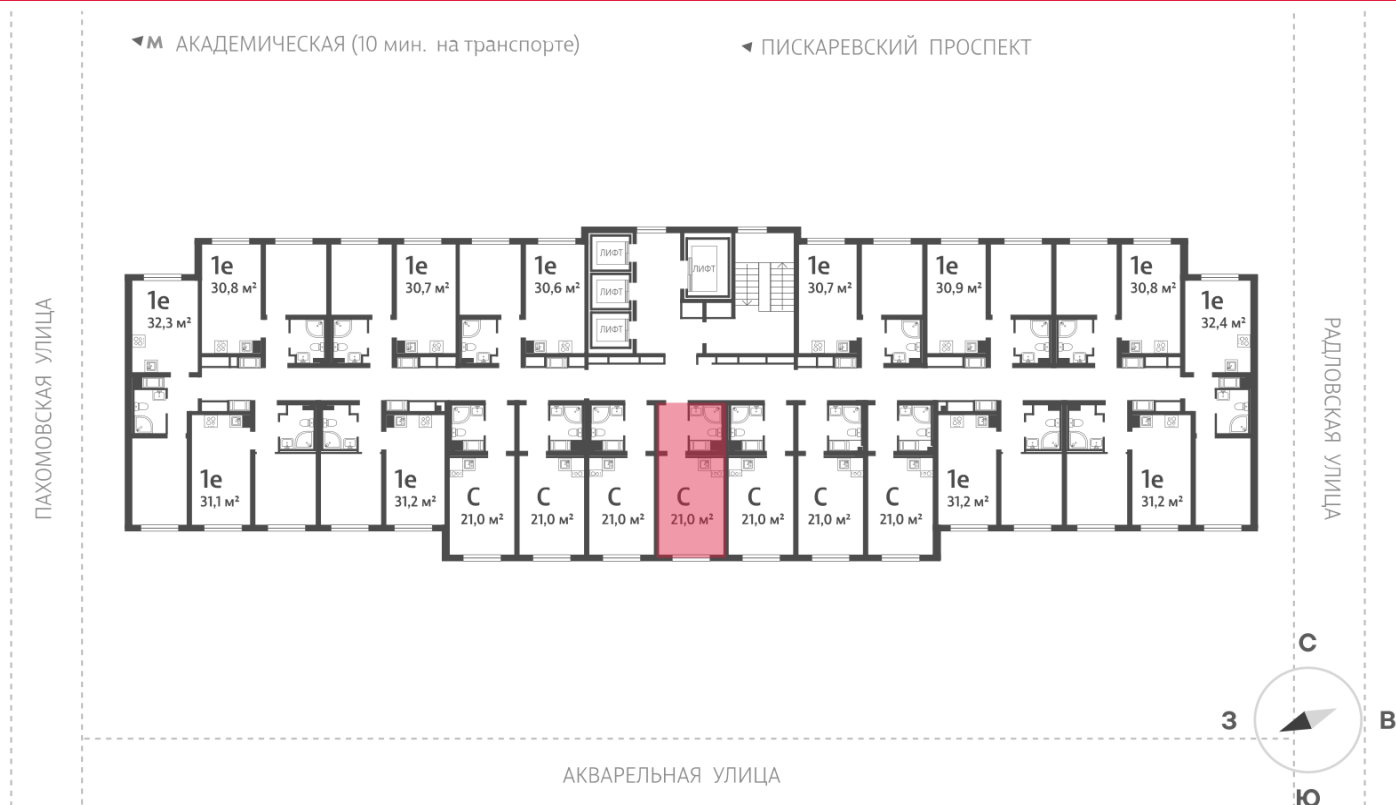 М АКАДЕМИЧЕСКАЯ (10 мин. на транспорте)
ПИСКАРЕВСКИЙ ПРОСПЕКТ
ПАХОМОВСКАЯ УЛИЦА
РАДЛОВСКАЯ УЛИЦА
1е
32,3 м²
1е
30,8 м²
1е
30,7 м²
1е
30,6 м²
ЛИФТ
ЛИФТ
ЛИФТ
ЛИФТ
1е
30,7 м²
1е
30,9 м²
1е
30,8 м²
1е
32,4 м²
1е
31,1 м²
1е
31,2 м²
С
21,0 м²
С
21,0 м²
С
21,0 м²
С
21,0 м²
С
21,0 м²
С
21,0 м²
С
21,0 м²
1е
31,2 м²
1е
31,2 м²
С
З
В
Ю
АКВАРЕЛЬНАЯ УЛИЦА